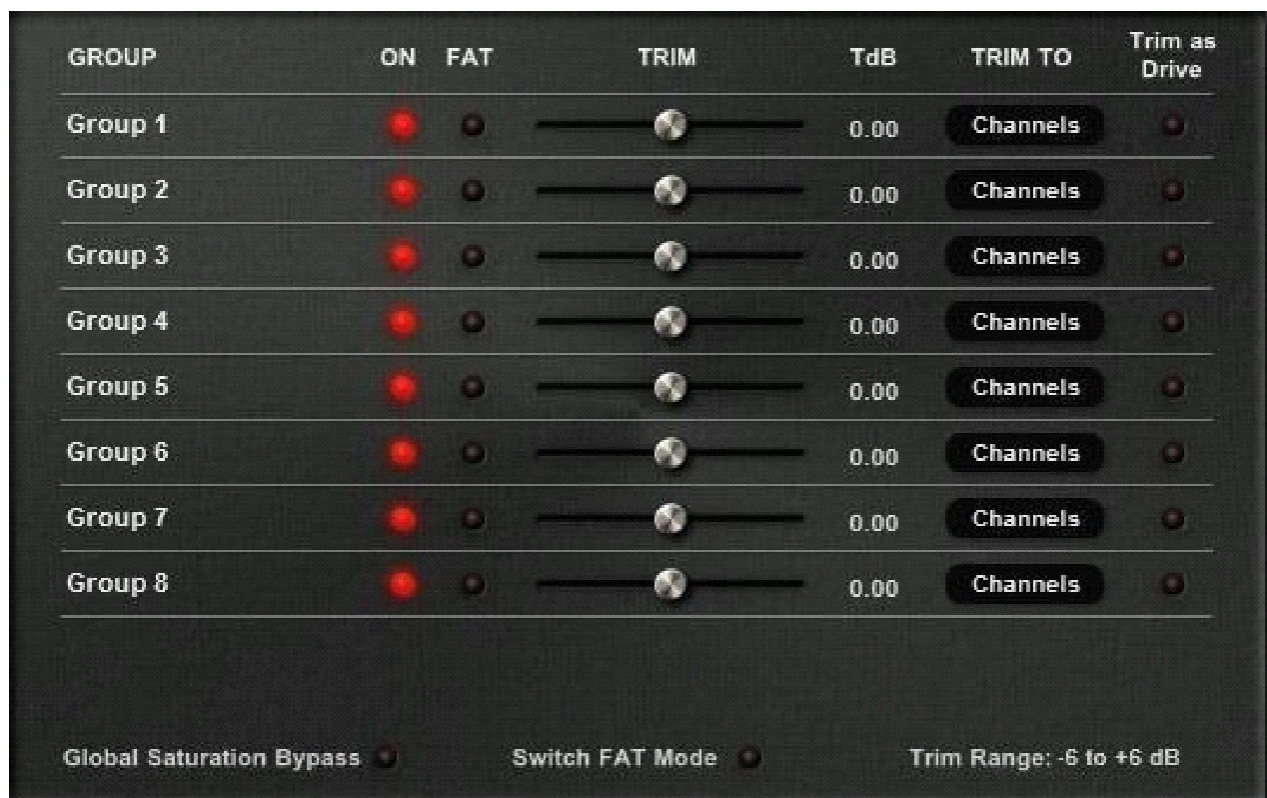 GROUP ON FAT TRIM TdB TRIM TO Trim as Drive
Group 1 0.00 Channels
Group 2 0.00 Channels
Group 3 0.00 Channels
Group 4 0.00 Channels
Group 5 0.00 Channels
Group 6 0.00 Channels
Group 7 0.00 Channels
Group 8 0.00 Channels
Global Saturation Bypass Switch FAT Mode Trim Range: -6 to +6 dB